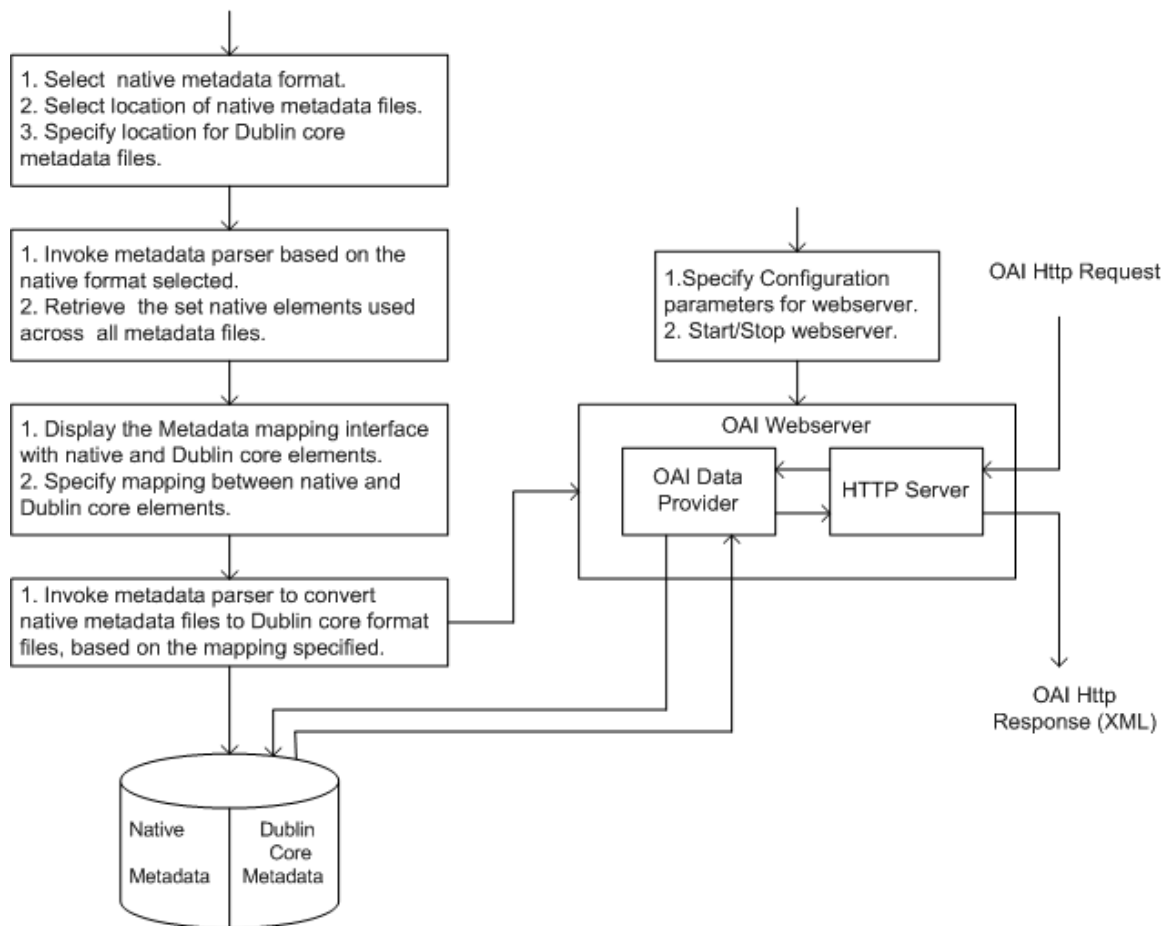 1. Select native metadata format.
2. Select location of native metadata files.
3. Specify location for Dublin core
metadata files.
1. Invoke metadata parser based on the
native format selected.
2. Retrieve the set native elements used
across all metadata files.
1. Display the Metadata mapping interface
with native and Dublin core elements.
2. Specify mapping between native and
Dublin core elements.
1. Invoke metadata parser to convert
native metadata files to Dublin core format
files, based on the mapping specified.
Native
Metadata
Dublin
Core
Metadata
1.Specify Configuration
parameters for webserver.
2. Start/Stop webserver.
OAI Webserver
OAI Data
Provider
HTTP Server
OAI Http Request
OAI Http
Response (XML)